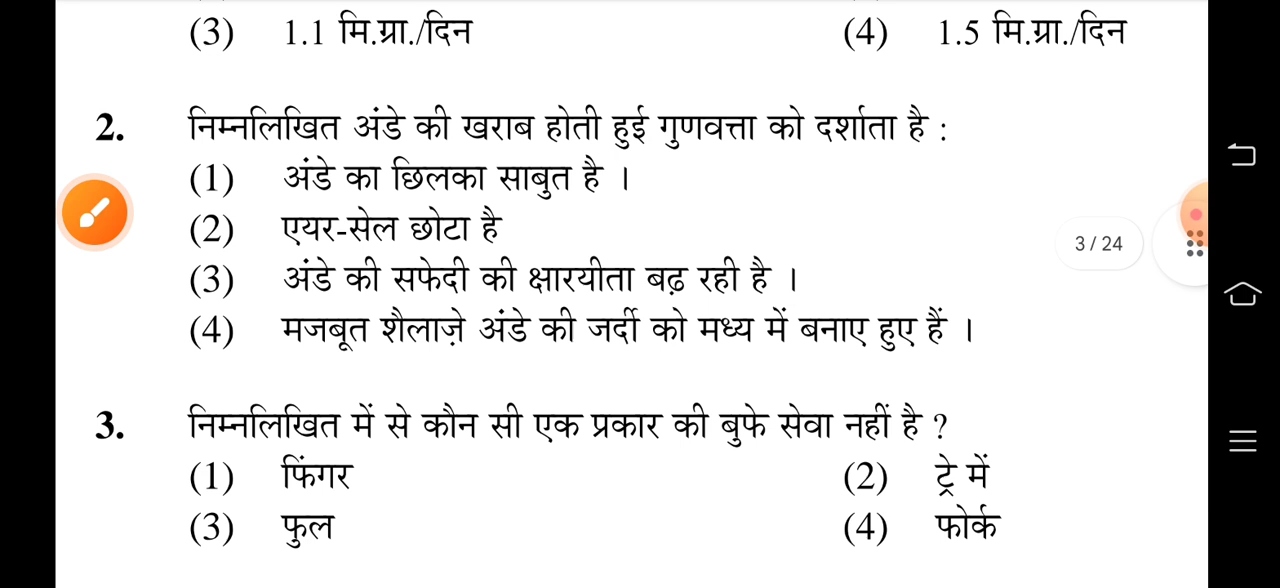 (3) 1.1 मि.ग्रा./दिन (4) 1.5 मि.ग्रा./दिन
2. निम्नलिखित अंडे की खराब होती हुई गुणवत्ता को दर्शाता है :
(1) अंडे का छिलका साबुत है ।
(2) एयर-सेल छोटा है
3 / 24
(3) अंडे की सफेदी की क्षारयीता बढ़ रही है ।
(4) मजबूत शैलाज़े अंडे की जर्दी को मध्य में बनाए हुए हैं ।
3. निम्नलिखित में से कौन सी एक प्रकार की बुफे सेवा नहीं है ?
(1) फिंगर (2) ट्रे में
(3) फुल (4) फोर्क